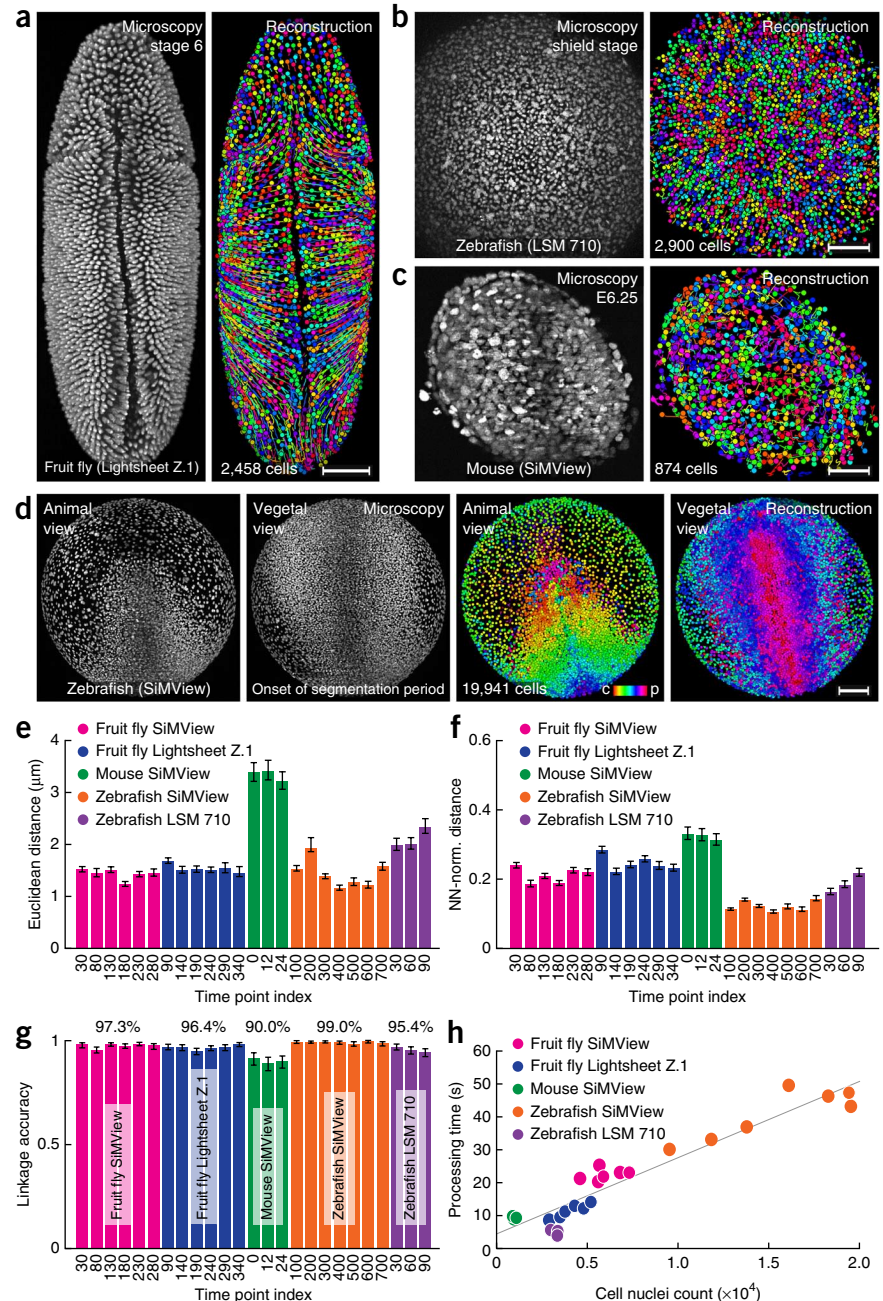 a
Microscopy
stage 6
Reconstruction
Fruit fly (Lightsheet Z.1)
2,458 cells
b
Microscopy
shield stage
Reconstruction
Zebrafish (LSM 710)
2,900 cells
c
Microscopy
E6.25
Reconstruction
Mouse (SiMView)
874 cells
d
Animal
view
Vegetal
view
Microscopy
Animal
view
Vegetal
view
Reconstruction
Zebrafish (SiMView)
Onset of segmentation period
19,941 cells
c p
e
Fruit fly SiMView
Fruit fly Lightsheet Z.1
Mouse SiMView
Zebrafish SiMView
Zebrafish LSM 710
Euclidean distance (μm)
4
3
2
1
0
30 80 130 180 230 280 90 140 190 240 290 340 0 12 24 100 200 300 400 500 600 700 30 60 90
Time point index
f
Fruit fly SiMView
Fruit fly Lightsheet Z.1
Mouse SiMView
Zebrafish SiMView
Zebrafish LSM 710
NN-norm. distance
0.6
0.4
0.2
0
30 80 130 180 230 280 90 140 190 240 290 340 0 12 24 100 200 300 400 500 600 700 30 60 90
Time point index
g
97.3% 96.4% 90.0% 99.0% 95.4%
Linkage accuracy
1
0.5
0
Fruit fly SiMView
Fruit fly Lightsheet Z.1
Mouse SiMView
Zebrafish SiMView
Zebrafish LSM 710
30 80 130 180 230 280 90 140 190 240 290 340 0 12 24 100 200 300 400 500 600 700 30 60 90
Time point index
h
Fruit fly SiMView
Fruit fly Lightsheet Z.1
Mouse SiMView
Zebrafish SiMView
Zebrafish LSM 710
Processing time (s)
60
50
40
30
20
10
0
0 0.5 1.0 1.5 2.0
Cell nuclei count (×10⁴)